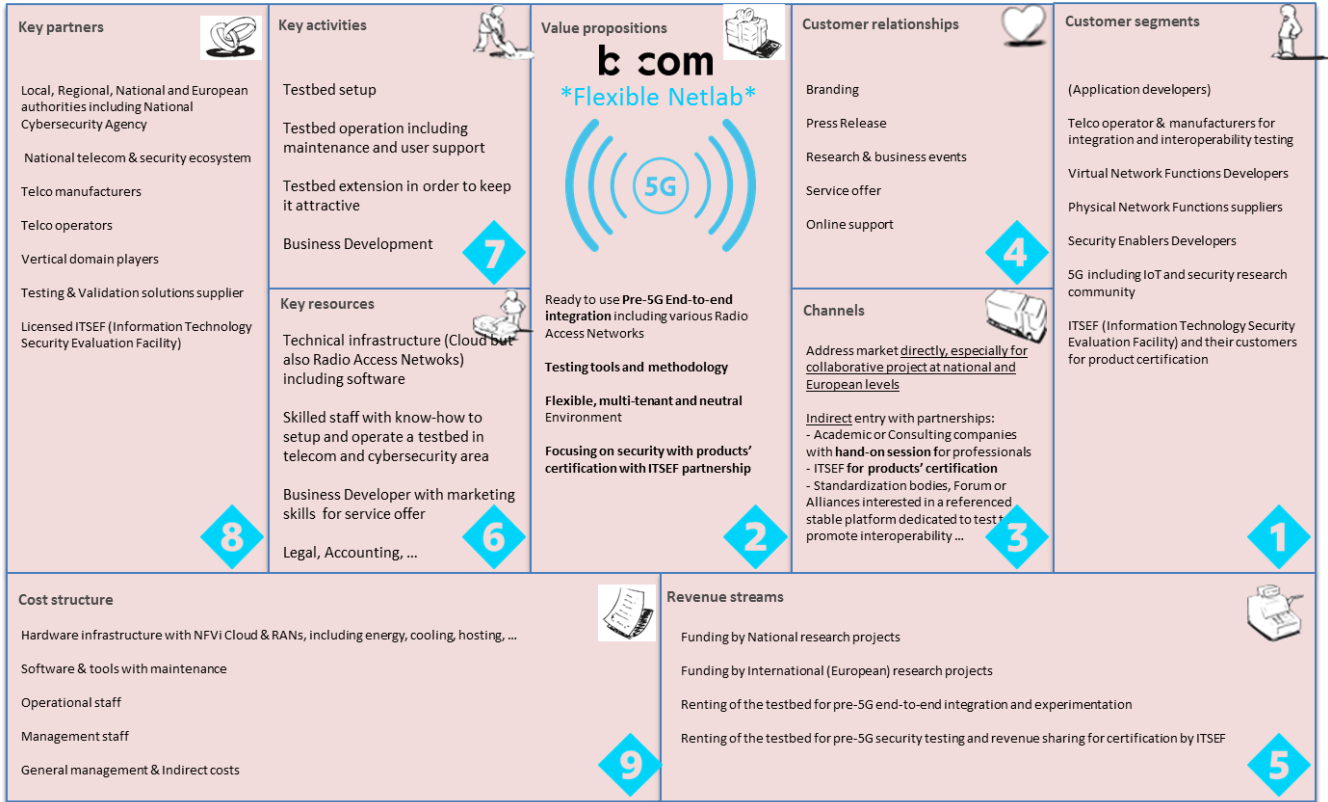 Key partners
Local, Regional, National and European
authorities including National
Cybersecurity Agency
National telecom & security ecosystem
Telco manufacturers
Telco operators
Vertical domain players
Testing & Validation solutions supplier
Licensed ITSEF (Information Technology
Security Evaluation Facility)
8
Key activities
Testbed setup
Testbed operation including
maintenance and user support
Testbed extension in order to keep
it attractive
Business Development
7
Key resources
Technical infrastructure (Cloud but
also Radio Access Netwoks)
including software
Skilled staff with know-how to
setup and operate a testbed in
telecom and cybersecurity area
Business Developer with marketing
skills for service offer
Legal, Accounting, ...
6
Value propositions
b com
*Flexible Netlab*
5G
Ready to use Pre-5G End-to-end
integration including various Radio
Access Networks
Testing tools and methodology
Flexible, multi-tenant and neutral
Environment
Focusing on security with products'
certification with ITSEF partnership
2
Customer relationships
Branding
Press Release
Research & business events
Service offer
Online support
4
Channels
Address market directly, especially for
collaborative project at national and
European levels
Indirect entry with partnerships:
- Academic or Consulting companies
with hand-on session for professionals
- ITSEF for products' certification
- Standardization bodies, Forum or
Alliances interested in a referenced
stable platform dedicated to test
promote interoperability ...
3
Customer segments
(Application developers)
Telco operator & manufacturers for
integration and interoperability testing
Virtual Network Functions Developers
Physical Network Functions suppliers
Security Enablers Developers
5G including IoT and security research
community
ITSEF (Information Technology Security
Evaluation Facility) and their customers
for product certification
1
Cost structure
Hardware infrastructure with NFVi Cloud & RANs, including energy, cooling, hosting, ...
Software & tools with maintenance
Operational staff
Management staff
General management & Indirect costs
9
Revenue streams
Funding by National research projects
Funding by International (European) research projects
Renting of the testbed for pre-5G end-to-end integration and experimentation
Renting of the testbed for pre-5G security testing and revenue sharing for certification by ITSEF
5